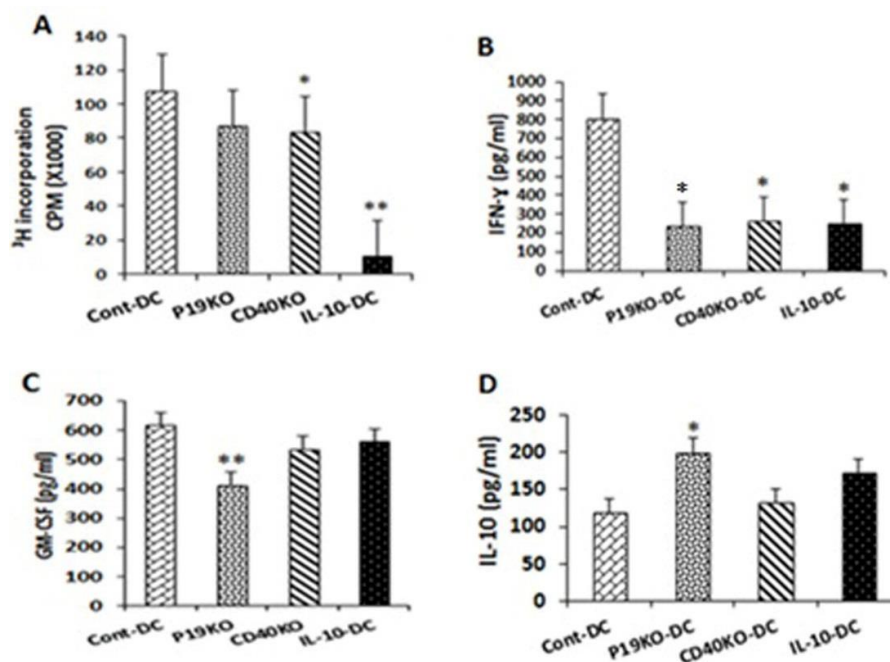 A
³H incorporation
CPM (X1000)
140
120
100
80
60
40
20
0
*
**
Cont-DC
P19KO
CD40KO
IL-10-DC
B
IFN-ɣ (pg/ml)
1000
900
800
700
600
500
400
300
200
100
0
*
*
*
Cont-DC
P19KO-DC
CD40KO-DC
IL-10-DC
C
GM-CSF (pg/ml)
700
600
500
400
300
200
100
0
**
Cont-DC
P19KO
CD40KO
IL-10-DC
D
IL-10 (pg/ml)
250
200
150
100
50
0
*
Cont-DC
P19KO-DC
CD40KO-DC
IL-10-DC